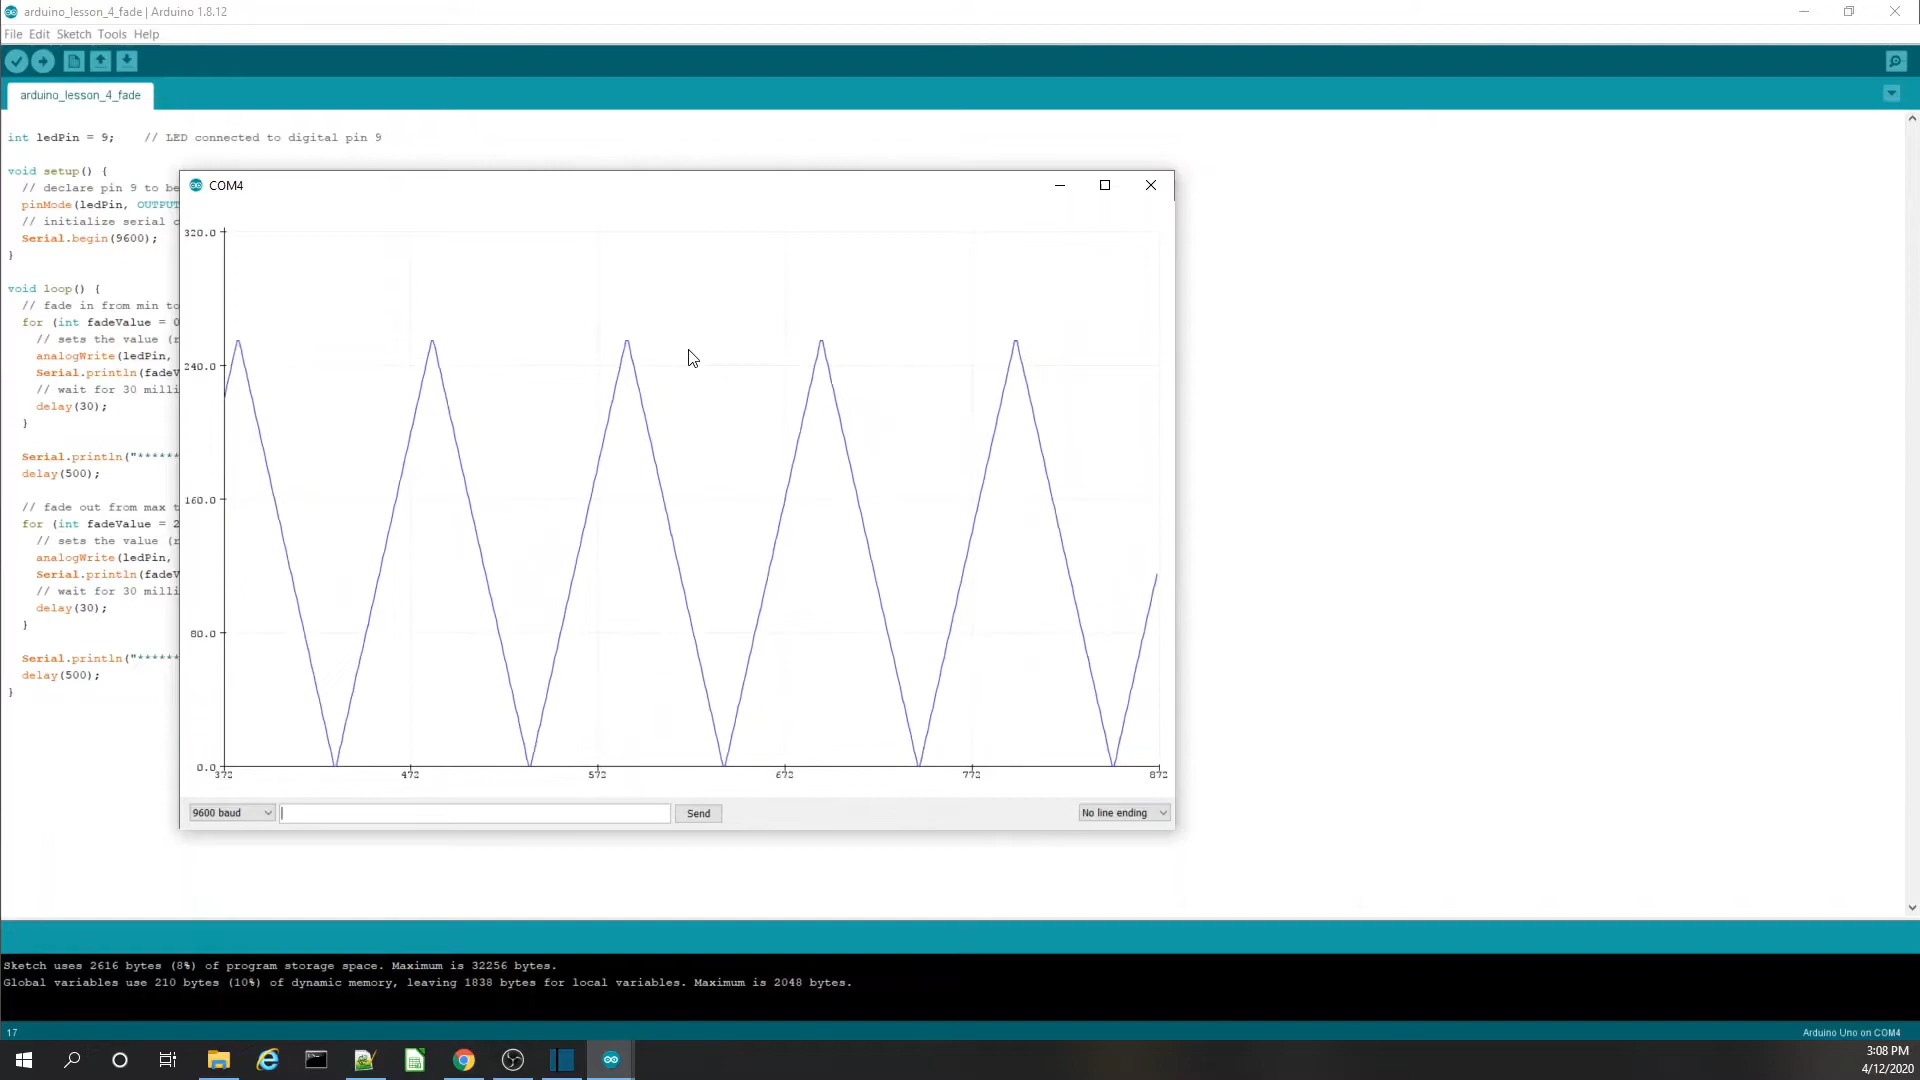 arduino_lesson_4_fade | Arduino 1.8.12
File Edit Sketch Tools Help
arduino_lesson_4_fade
int ledPin = 9;    // LED connected to digital pin 9
void setup() {
// declare pin 9 to be
pinMode(ledPin, OUTPUT
// initialize serial c
Serial.begin(9600);
}
void loop() {
// fade in from min to
for (int fadeValue = 0
// sets the value (r
analogWrite(ledPin,
Serial.println(fadeV
// wait for 30 milli
delay(30);
}
Serial.println("******
delay(500);
// fade out from max t
for (int fadeValue = 2
// sets the value (r
analogWrite(ledPin,
Serial.println(fadeV
// wait for 30 milli
delay(30);
}
Serial.println("******
delay(500);
}
COM4
320.0
240.0
160.0
80.0
0.0
372 472 572 672 772 872
9600 baud
Send
No line ending
Sketch uses 2616 bytes (8%) of program storage space. Maximum is 32256 bytes.
Global variables use 210 bytes (10%) of dynamic memory, leaving 1838 bytes for local variables. Maximum is 2048 bytes.
17
Arduino Uno on COM4
3:08 PM
4/12/2020